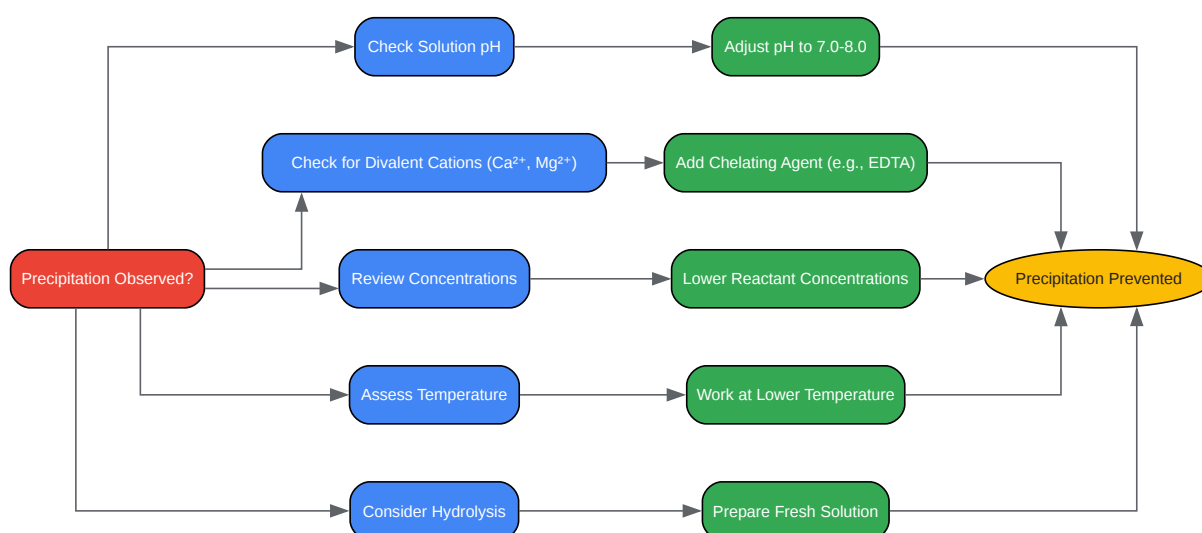 Check Solution pH
Adjust pH to 7.0-8.0
Check for Divalent Cations (Ca²⁺, Mg²⁺)
Add Chelating Agent (e.g., EDTA)
Precipitation Observed?
Review Concentrations
Lower Reactant Concentrations
Precipitation Prevented
Assess Temperature
Work at Lower Temperature
Consider Hydrolysis
Prepare Fresh Solution